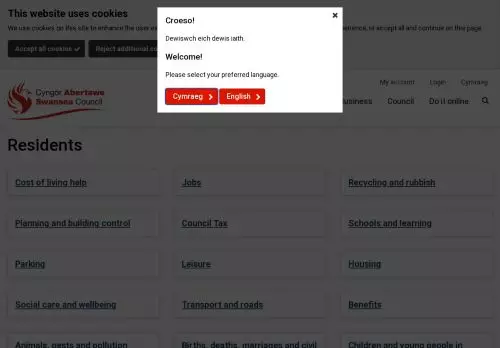 This website uses cookies
We use cookies on this site to enhance the user ex
erience, or accept all and continue on this page.
Accept all cookies ✔
Reject additional co
Croeso!
Dewiswch eich dewis iaith.
Welcome!
Please select your preferred language.
Cymraeg
English
My account
Login
Cymraeg
Cyngor Abertawe
Swansea Council
Business
Council
Do it online
Residents
Cost of living help
Jobs
Recycling and rubbish
Planning and building control
Council Tax
Schools and learning
Parking
Leisure
Housing
Social care and wellbeing
Transport and roads
Benefits
Animals, pests and pollution
Births, deaths, marriages and civil
Children and young people in